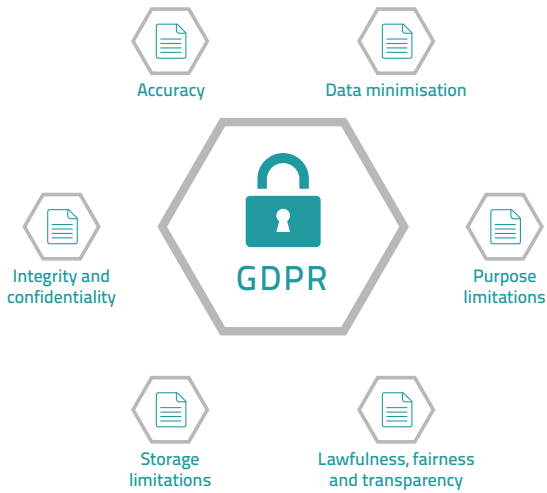 Accuracy
Data minimisation
GDPR
Integrity and
confidentiality
Purpose
limitations
Storage
limitations
Lawfulness, fairness
and transparency